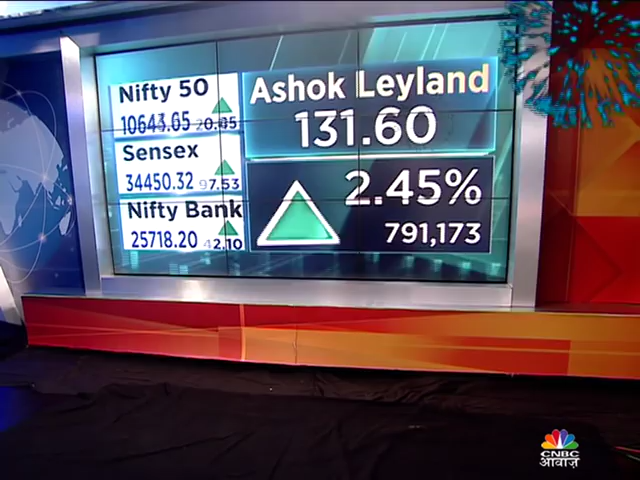 Nifty 50
10643.65 20.05
Sensex
34450.32 97.53
Nifty Bank
25718.20 42.10
Ashok Leyland
131.60
2.45%
791,173
CNBC
आवाज़